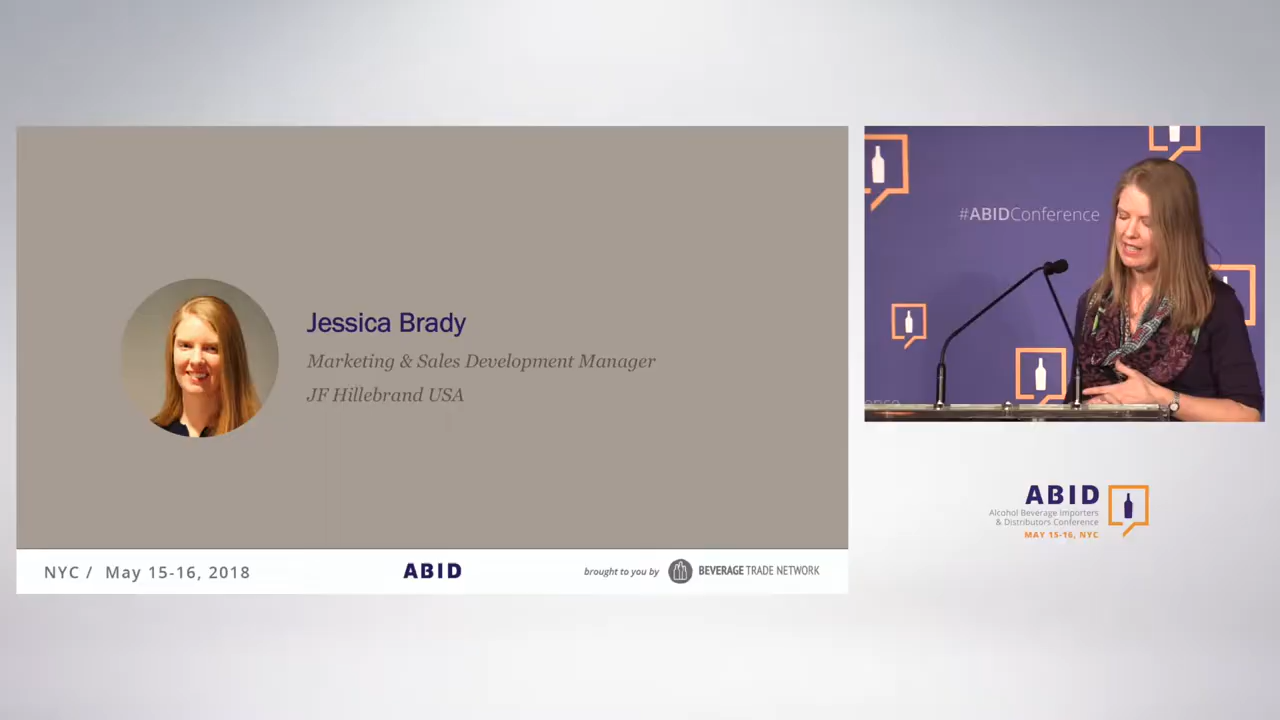 Jessica Brady
Marketing & Sales Development Manager
JF Hillebrand USA
NYC / May 15-16, 2018
ABID
brought to you by
BEVERAGE TRADE NETWORK
#ABIDConference
ABID
Alcohol Beverage Importers
& Distributors Conference
MAY 15-16, NYC